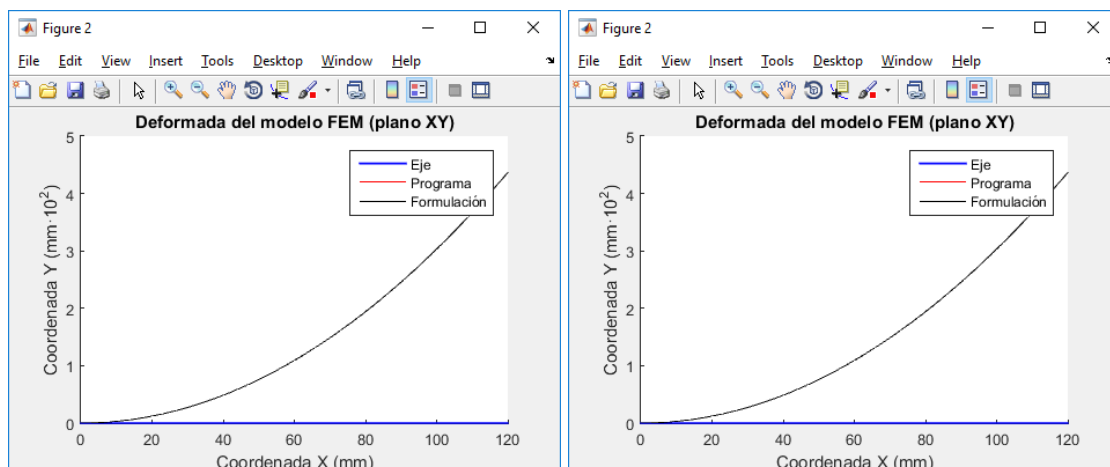 Figure 2
File Edit View Insert Tools Desktop Window Help
Deformada del modelo FEM (plano XY)
5
4
3
2
1
0
Coordenada Y (mm·10²)
Eje
Programa
Formulación
0 20 40 60 80 100 120
Coordenada X (mm)
Figure 2
File Edit View Insert Tools Desktop Window Help
Deformada del modelo FEM (plano XY)
5
4
3
2
1
0
Coordenada Y (mm·10²)
Eje
Programa
Formulación
0 20 40 60 80 100 120
Coordenada X (mm)